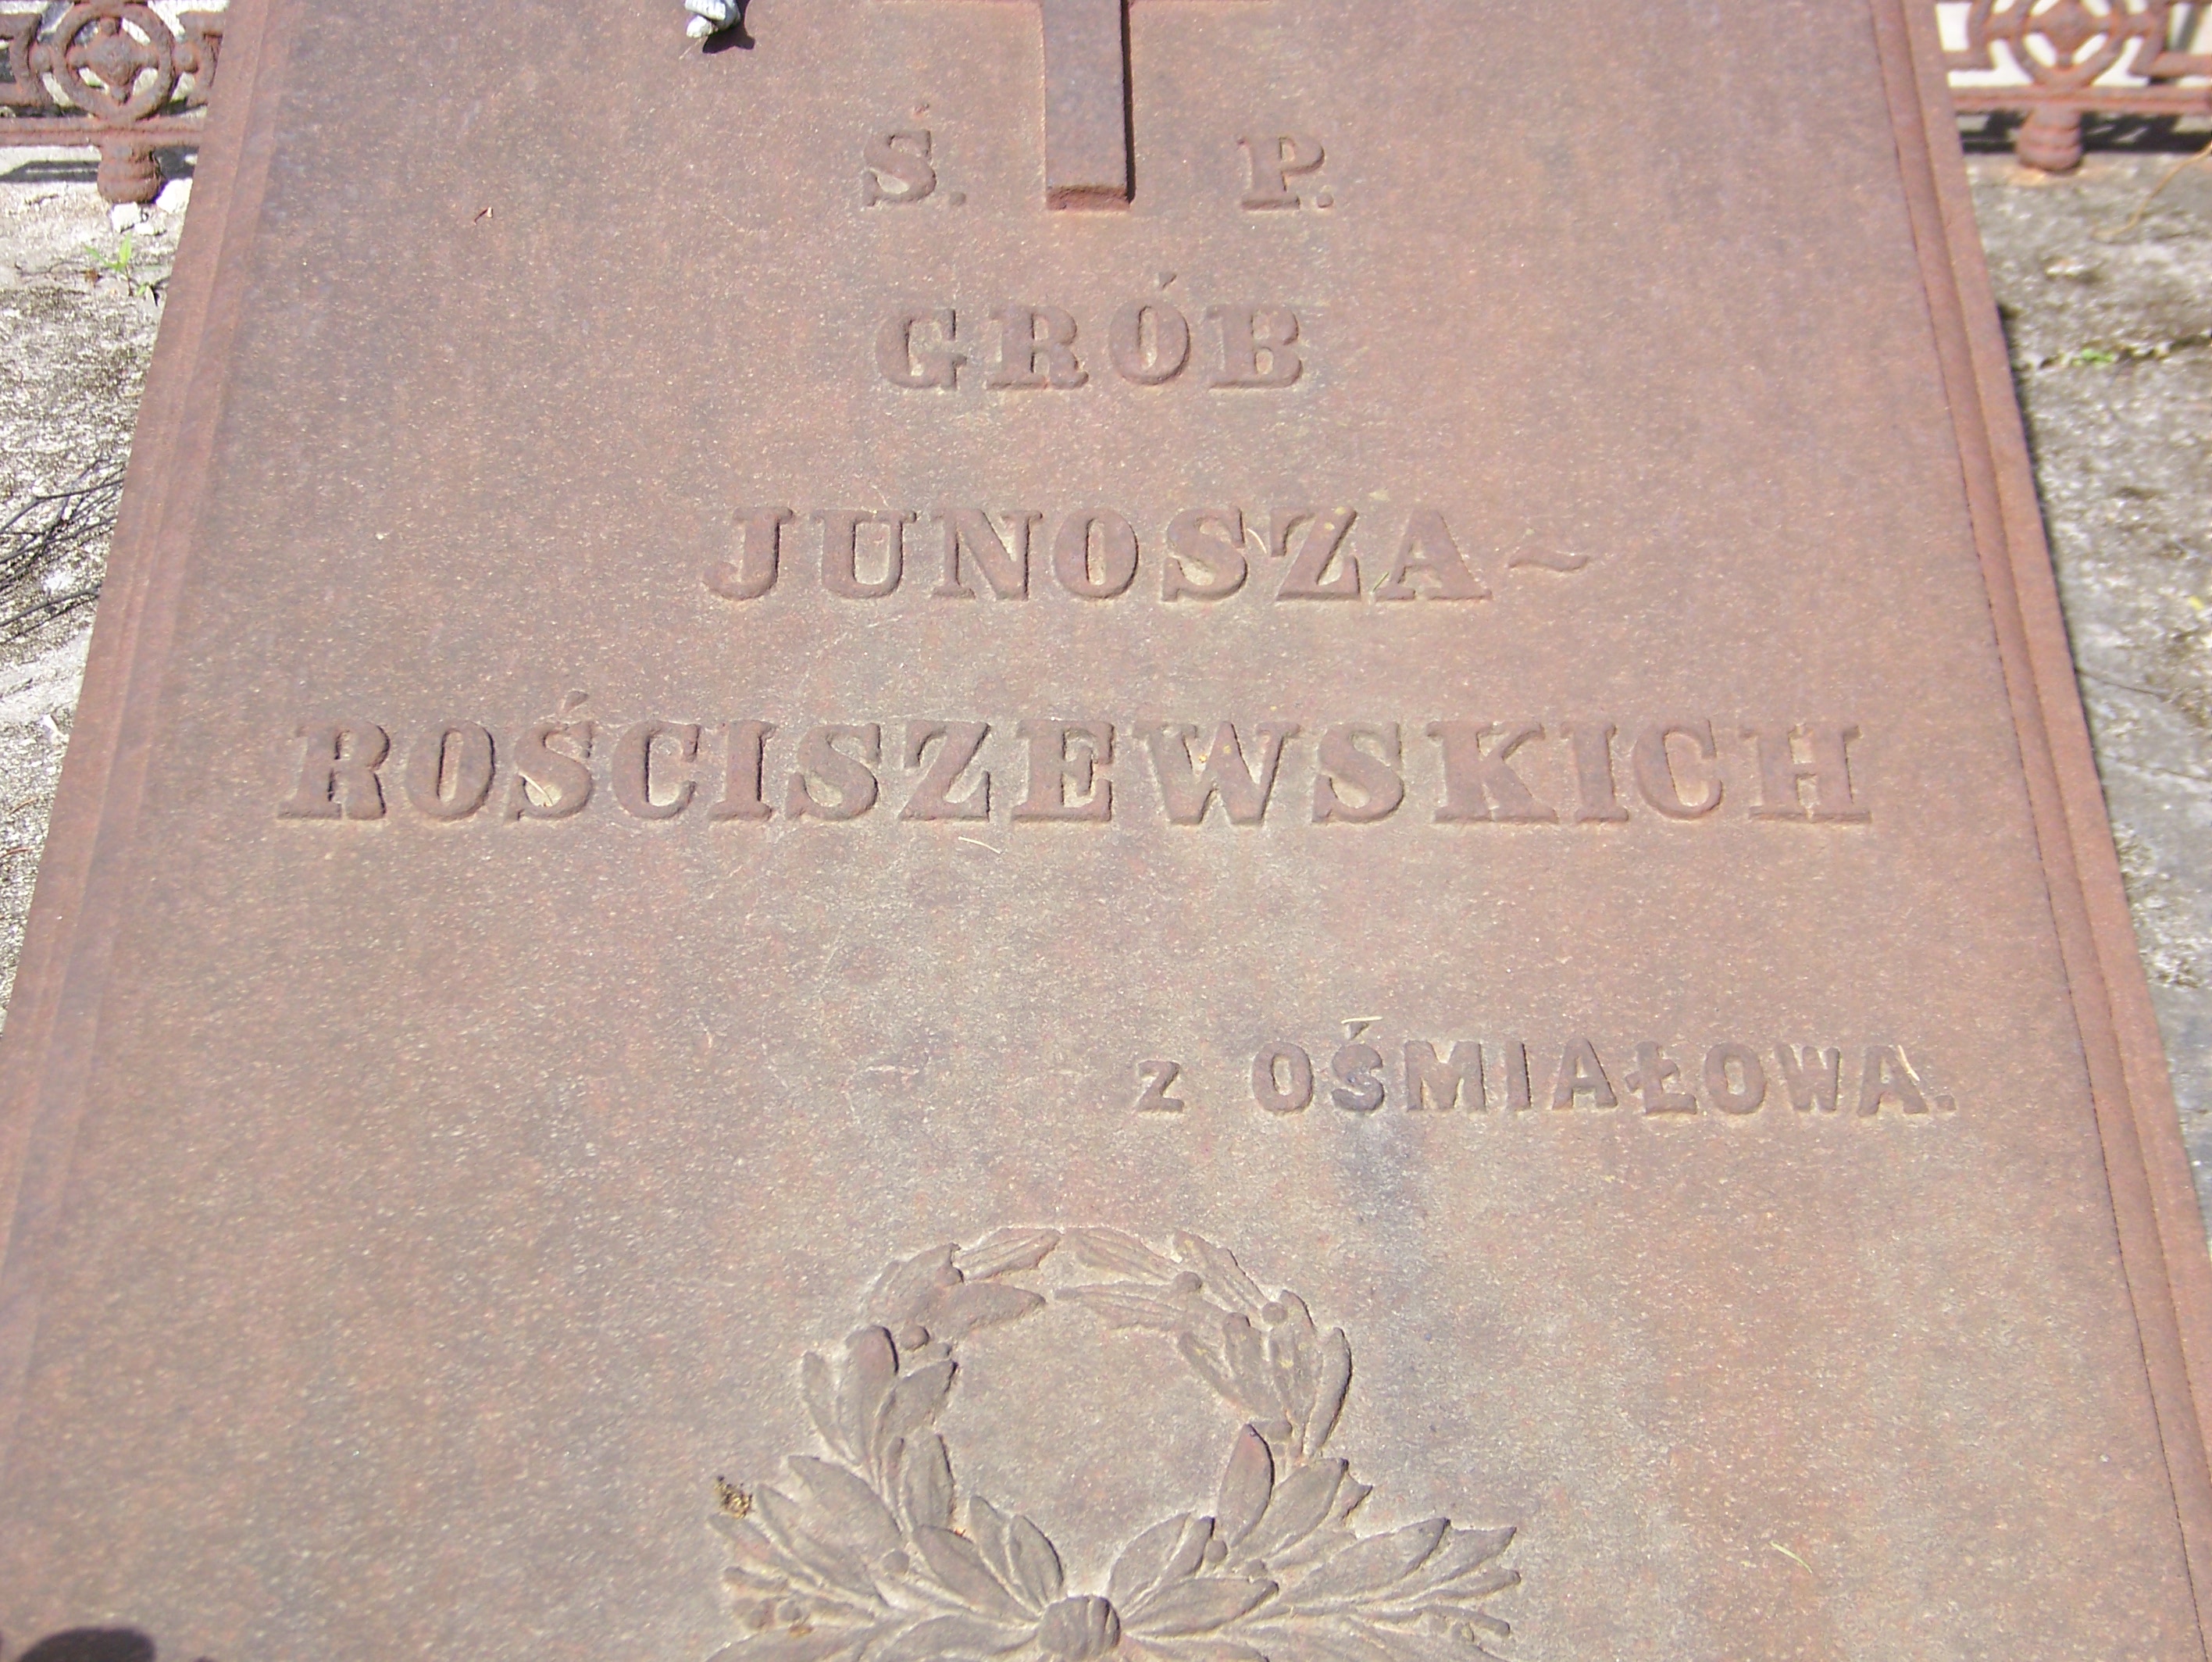 Ś. P.
GRÓB
JUNOSZA~
ROŚCISZEWSKICH
z OŚMIAŁOWA.